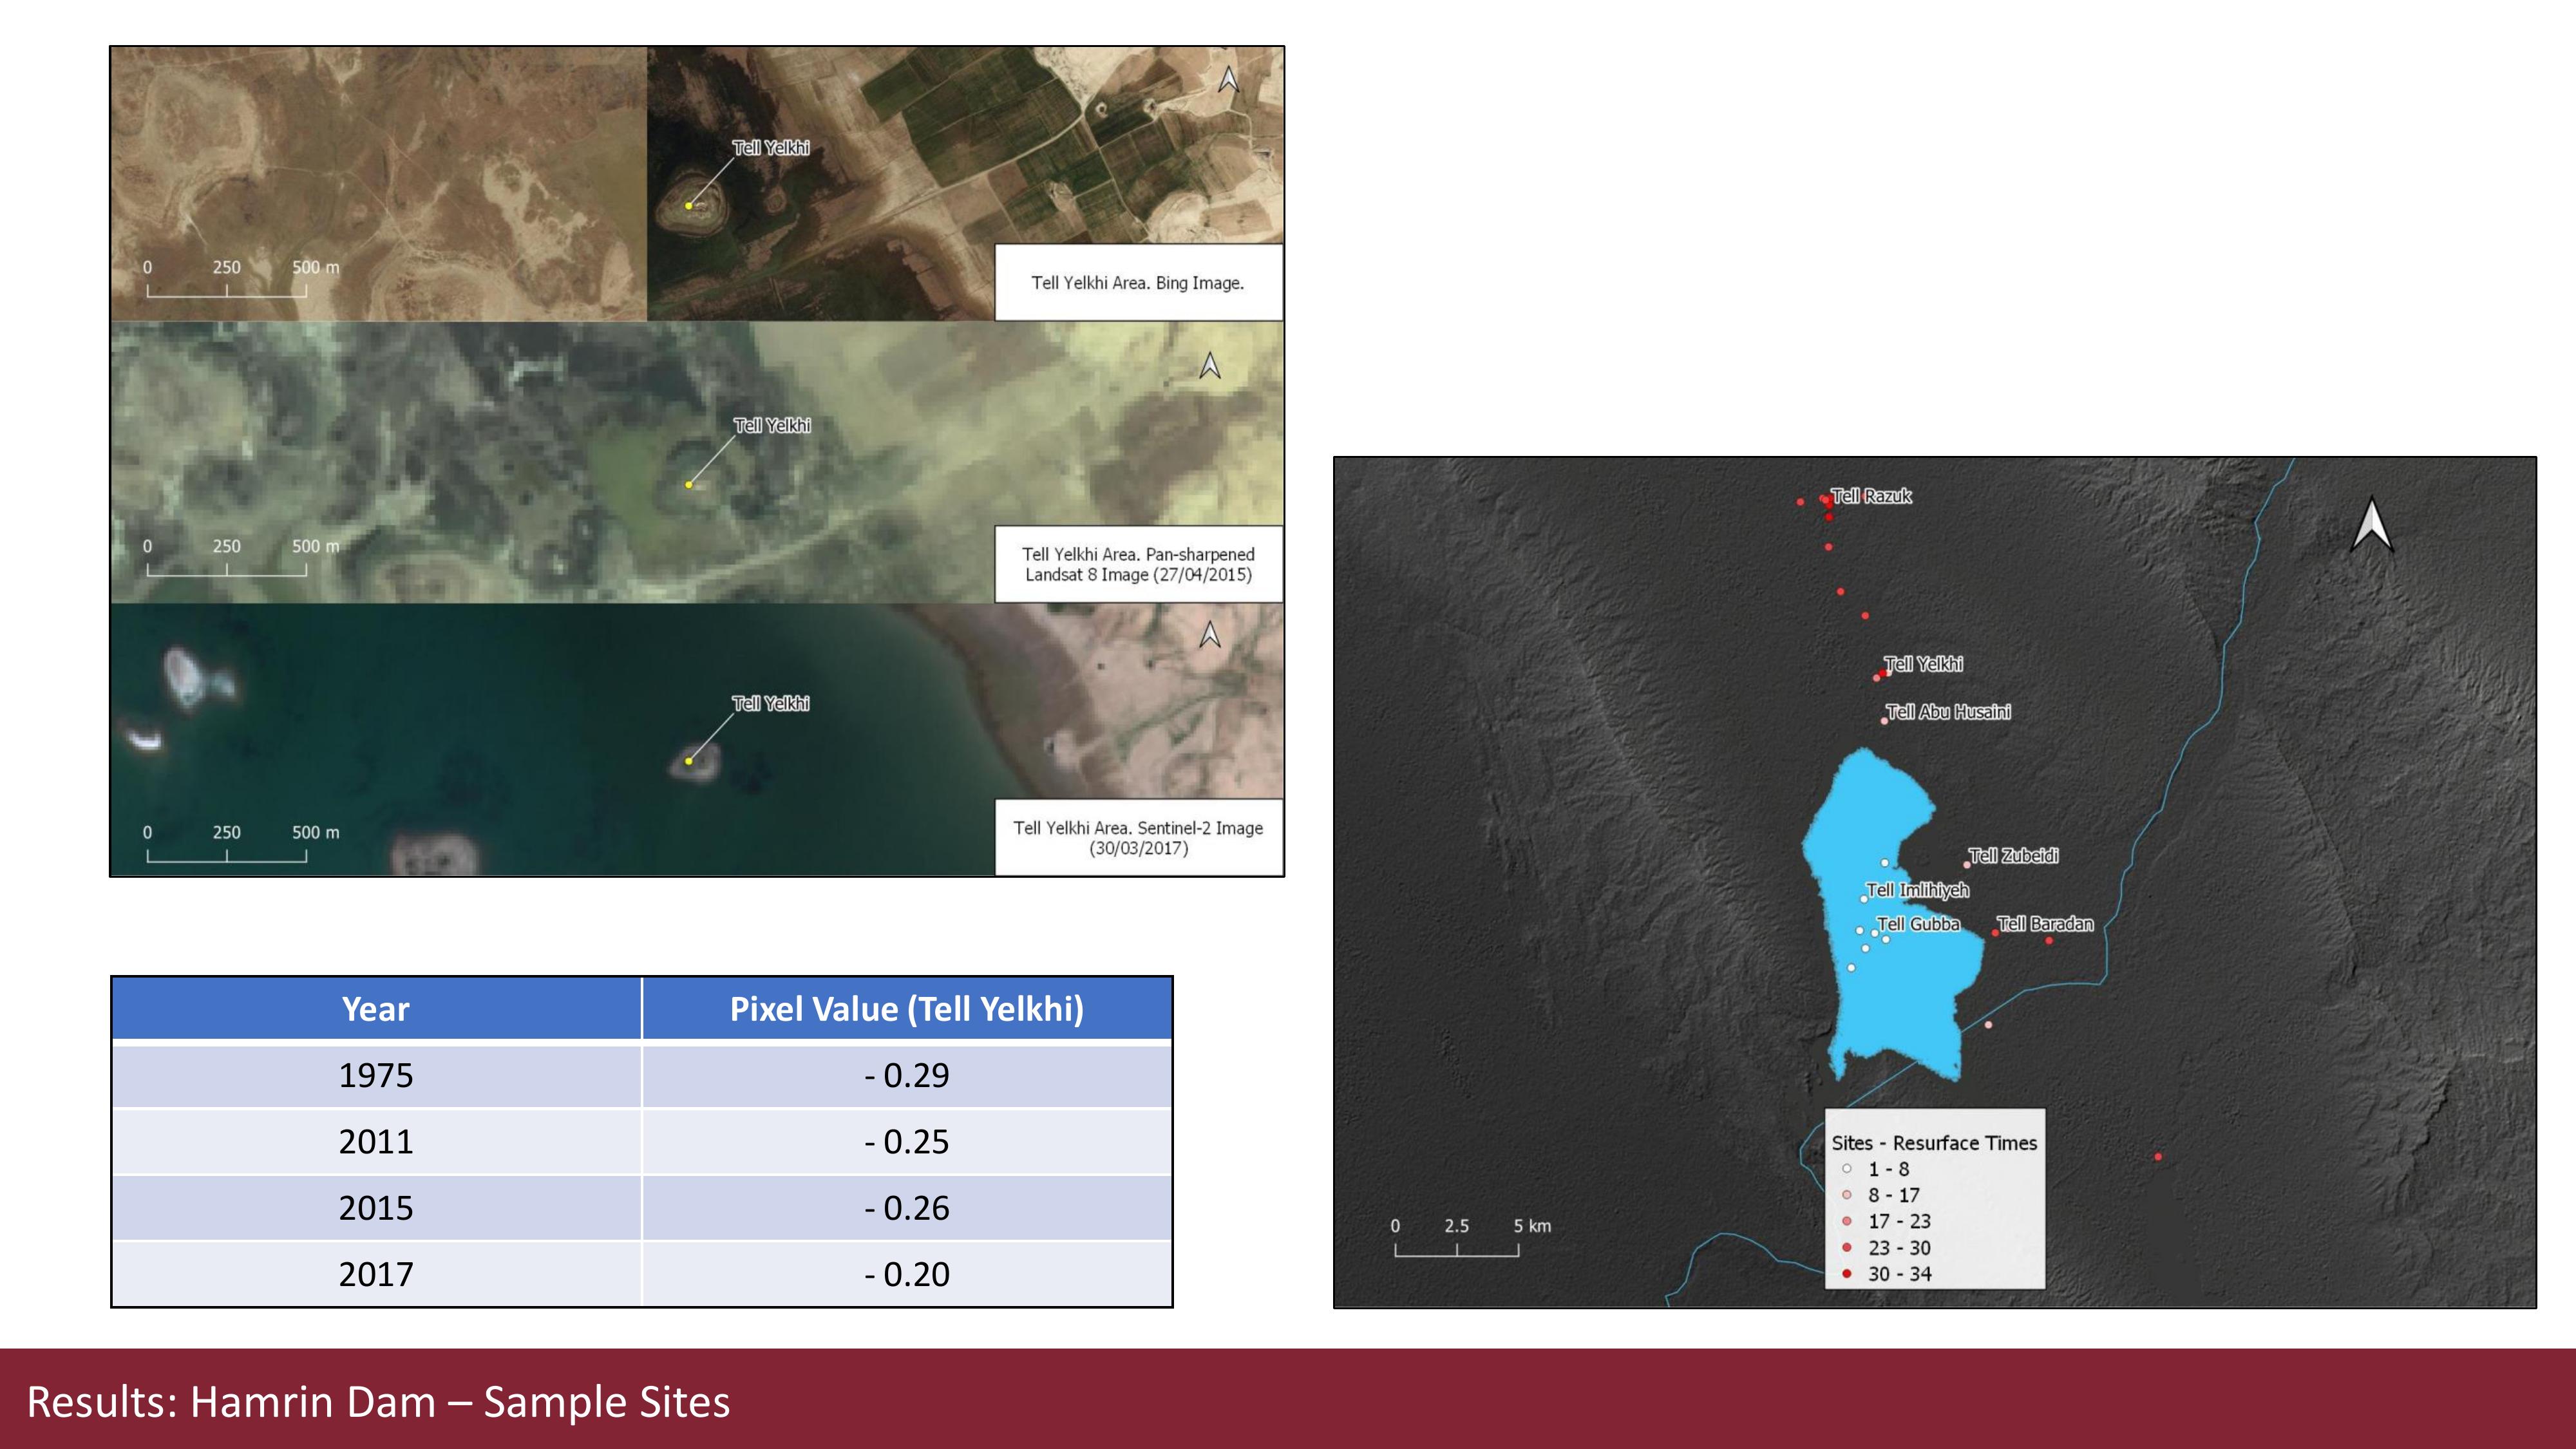 Tell Yelkhi
0 250 500 m
Tell Yelkhi Area. Bing Image.
Tell Yelkhi
0 250 500 m
Tell Yelkhi Area. Pan-sharpened
Landsat 8 Image (27/04/2015)
Tell Yelkhi
0 250 500 m
Tell Yelkhi Area. Sentinel-2 Image
(30/03/2017)
Year Pixel Value (Tell Yelkhi)
1975 - 0.29
2011 - 0.25
2015 - 0.26
2017 - 0.20
Tell Razuk
Tell Yelkhi
Tell Abu Husaini
Tell Zubeidi
Tell Imlihiyeh
Tell Gubba
Tell Baradan
Sites - Resurface Times
1 - 8
8 - 17
17 - 23
23 - 30
30 - 34
0 2.5 5 km
Results: Hamrin Dam – Sample Sites